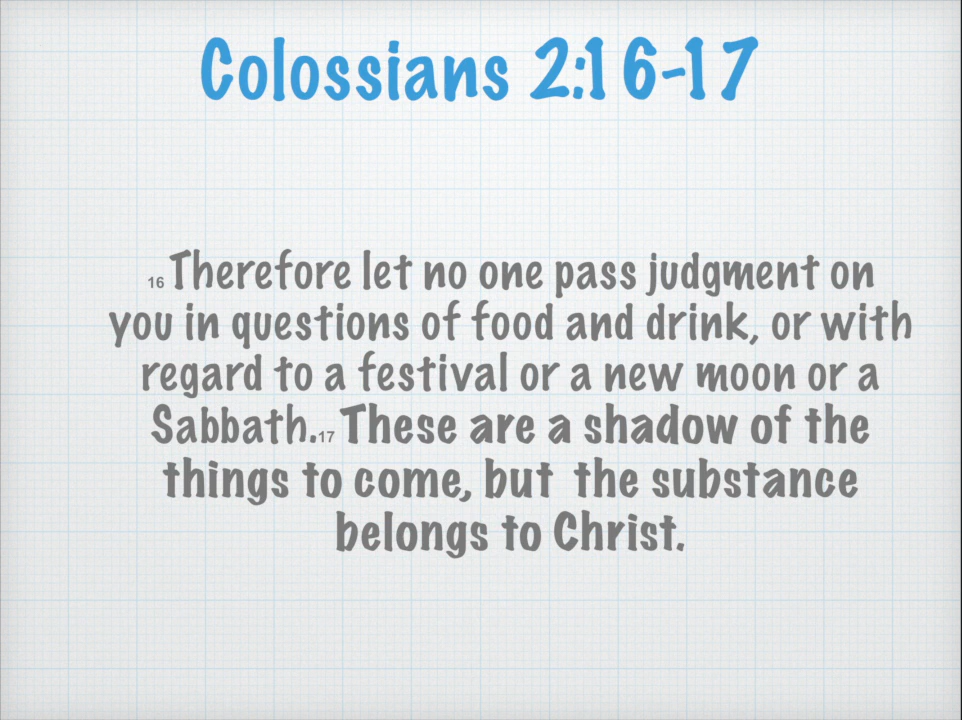 Colossians 2:16-17
16 Therefore let no one pass judgment on
you in questions of food and drink, or with
regard to a festival or a new moon or a
Sabbath.17 These are a shadow of the
things to come, but the substance
belongs to Christ.